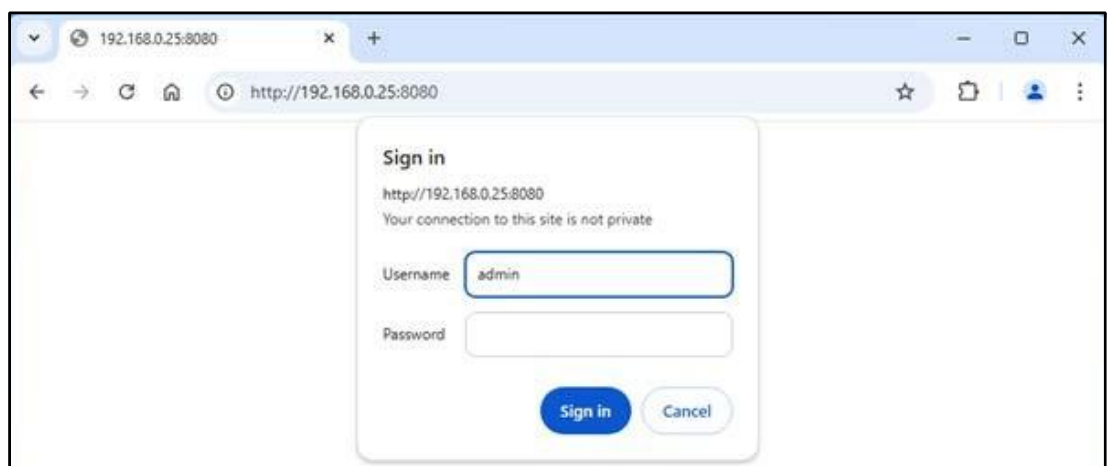 192.168.0.25:8080
http://192.168.0.25:8080
Sign in
http://192.168.0.25:8080
Your connection to this site is not private
Username admin
Password
Sign in Cancel